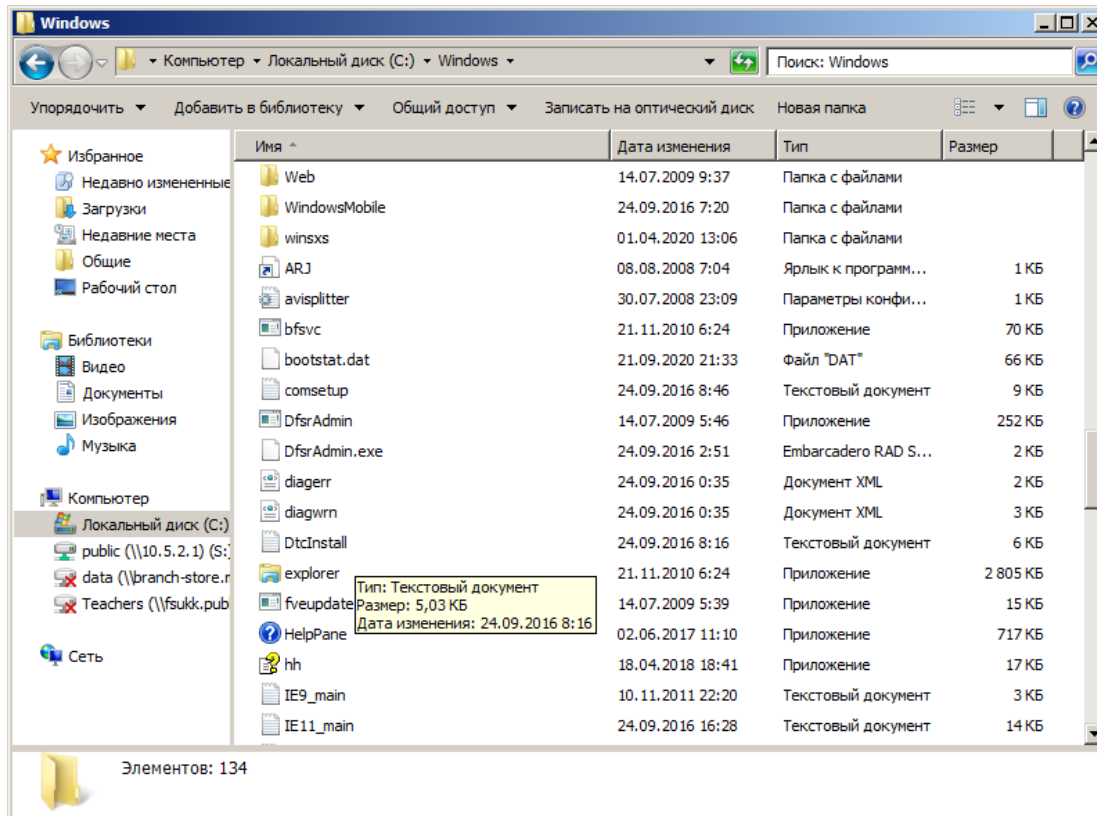 Windows
Компьютер Локальный диск (C:) Windows Поиск: Windows
Упорядочить Добавить в библиотеку Общий доступ Записать на оптический диск Новая папка
Избранное
Недавно измененные
Загрузки
Недавние места
Общие
Рабочий стол
Библиотеки
Видео
Документы
Изображения
Музыка
Компьютер
Локальный диск (C:)
public (\\10.5.2.1) (S:)
data (\\branch-store.r
Teachers (\\fsukk.pub
Сеть
Имя Дата изменения Тип Размер
Web 14.07.2009 9:37 Папка с файлами
WindowsMobile 24.09.2016 7:20 Папка с файлами
winsxs 01.04.2020 13:06 Папка с файлами
ARJ 08.08.2008 7:04 Ярлык к программ... 1 КБ
avisplitter 30.07.2008 23:09 Параметры конфи... 1 КБ
bfsvc 21.11.2010 6:24 Приложение 70 КБ
bootstat.dat 21.09.2020 21:33 Файл "DAT" 66 КБ
comsetup 24.09.2016 8:46 Текстовый документ 9 КБ
DfsrAdmin 14.07.2009 5:46 Приложение 252 КБ
DfsrAdmin.exe 24.09.2016 2:51 Embarcadero RAD S... 2 КБ
diagerr 24.09.2016 0:35 Документ XML 2 КБ
diagwrn 24.09.2016 0:35 Документ XML 3 КБ
DtcInstall 24.09.2016 8:16 Текстовый документ 6 КБ
explorer 21.11.2010 6:24 Приложение 2 805 КБ
fveupdate 14.07.2009 5:39 Приложение 15 КБ
HelpPane 02.06.2017 11:10 Приложение 717 КБ
hh 18.04.2018 18:41 Приложение 17 КБ
IE9_main 10.11.2011 22:20 Текстовый документ 3 КБ
IE11_main 24.09.2016 16:28 Текстовый документ 14 КБ
Тип: Текстовый документ
Размер: 5,03 КБ
Дата изменения: 24.09.2016 8:16
Элементов: 134